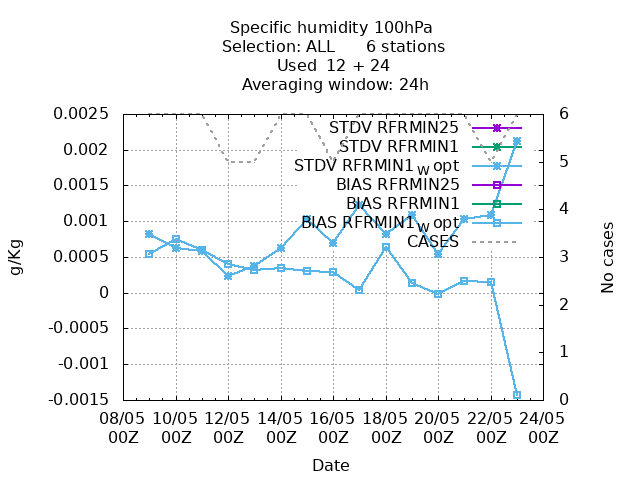 Specific humidity 100hPa
Selection: ALL 6 stations
Used 12 + 24
Averaging window: 24h
0.0025
0.002
0.0015
0.001
0.0005
0
-0.0005
-0.001
-0.0015
g/Kg
STDV RFRMIN25
STDV RFRMIN1
STDV RFRMIN1w opt
BIAS RFRMIN25
BIAS RFRMIN1
BIAS RFRMIN1w opt
CASES
6
5
4
3
2
1
0
No cases
08/05 10/05 12/05 14/05 16/05 18/05 20/05 22/05 24/05
00Z 00Z 00Z 00Z 00Z 00Z 00Z 00Z 00Z
Date